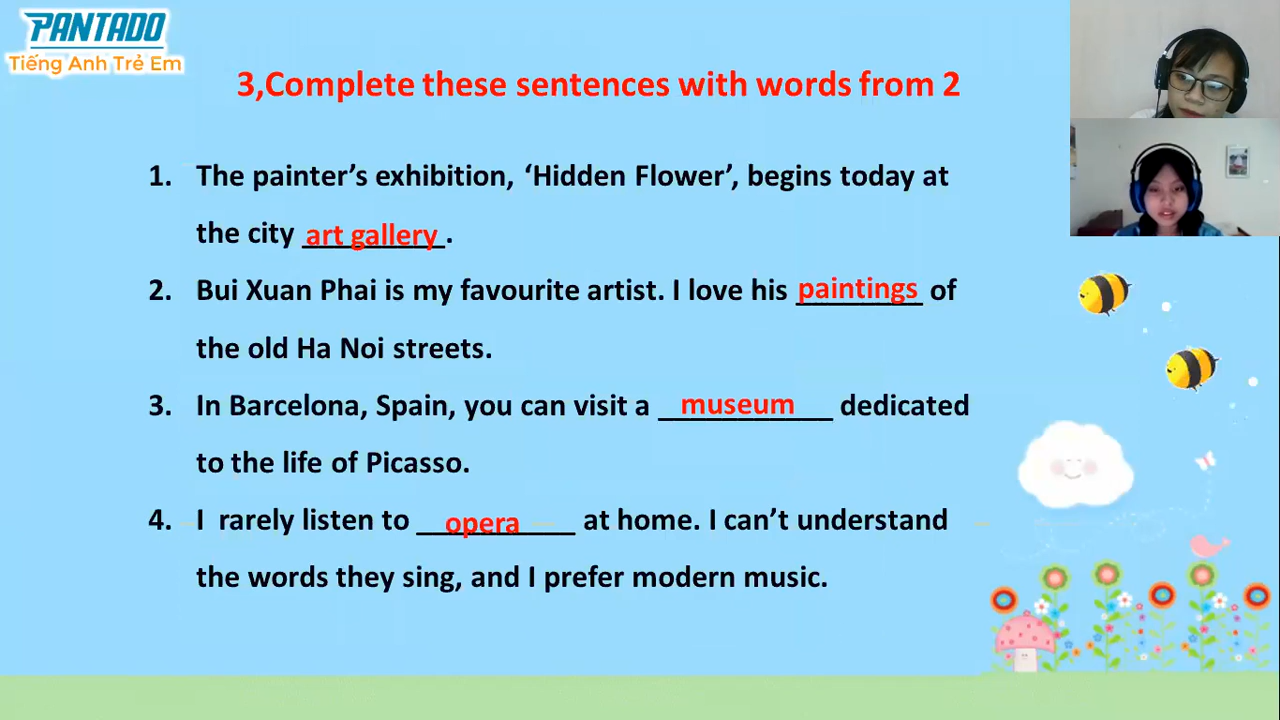 PANTADO
Tiếng Anh Trẻ Em
3,Complete these sentences with words from 2
1. The painter’s exhibition, ‘Hidden Flower’, begins today at
the city art gallery.
2. Bui Xuan Phai is my favourite artist. I love his paintings of
the old Ha Noi streets.
3. In Barcelona, Spain, you can visit a museum dedicated
to the life of Picasso.
4. I rarely listen to opera at home. I can’t understand
the words they sing, and I prefer modern music.